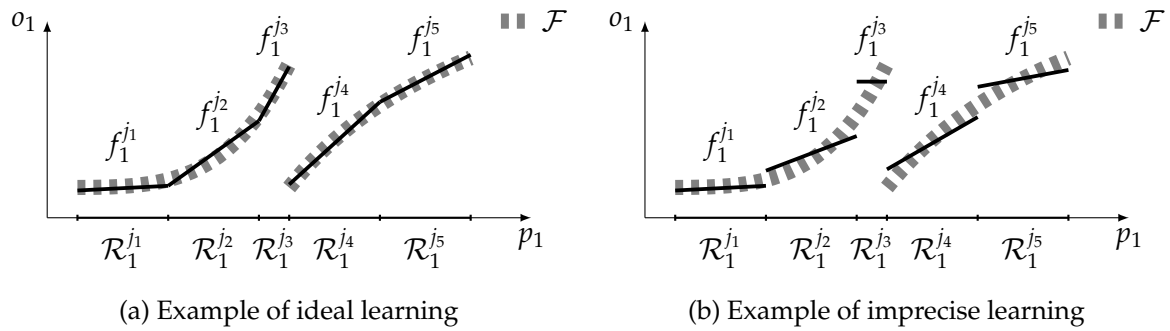 o₁ f₁^{j₃} f₁^{j₅} ℱ
f₁^{j₂} f₁^{j₄}
f₁^{j₁}
ℛ₁^{j₁} ℛ₁^{j₂} ℛ₁^{j₃} ℛ₁^{j₄} ℛ₁^{j₅} p₁
(a) Example of ideal learning
o₁ f₁^{j₃} f₁^{j₅} ℱ
f₁^{j₂} f₁^{j₄}
f₁^{j₁}
ℛ₁^{j₁} ℛ₁^{j₂} ℛ₁^{j₃} ℛ₁^{j₄} ℛ₁^{j₅} p₁
(b) Example of imprecise learning